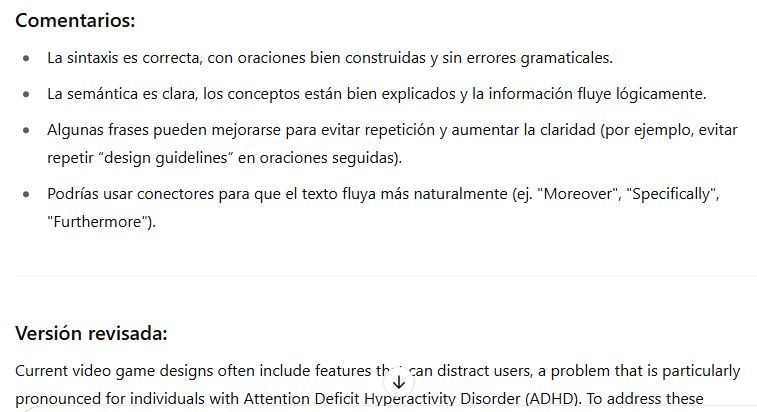 Comentarios:
La sintaxis es correcta, con oraciones bien construidas y sin errores gramaticales.
La semántica es clara, los conceptos están bien explicados y la información fluye lógicamente.
Algunas frases pueden mejorarse para evitar repetición y aumentar la claridad (por ejemplo, evitar
repetir “design guidelines” en oraciones seguidas).
Podrías usar conectores para que el texto fluya más naturalmente (ej. "Moreover", "Specifically",
"Furthermore").
Versión revisada:
Current video game designs often include features can distract users, a problem that is particularly
pronounced for individuals with Attention Deficit Hyperactivity Disorder (ADHD). To address these